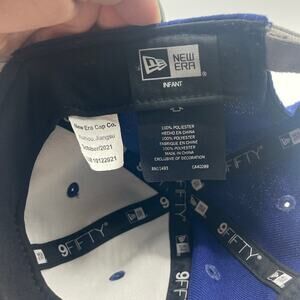 NEW
ERA
INFANT
New Era Cap Co.
October/2021
100% POLYESTER
HECHO EN CHINA
100% POLYESTER
FABRIQUE EN CHINE
100% POLYESTER
MADE IN CHINA
EXCLUSIVE OF DECORATION
9FIFTY
9FIFTY
9FIFTY